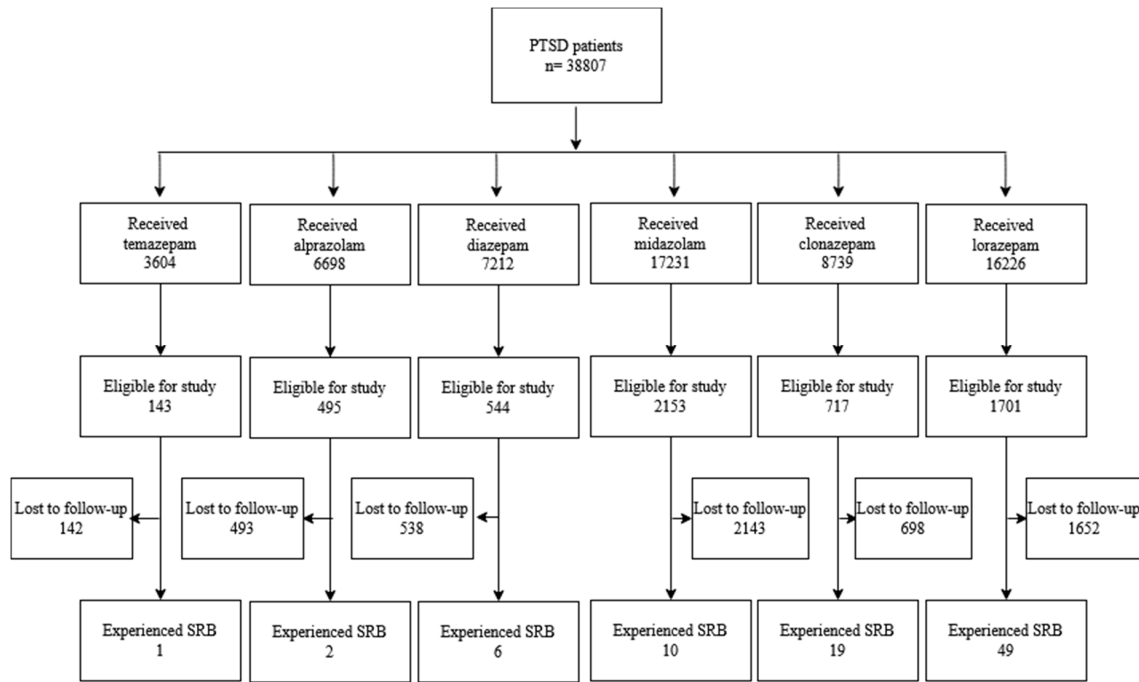 PTSD patients
n= 38807
Received
temazepam
3604
Received
alprazolam
6698
Received
diazepam
7212
Received
midazolam
17231
Received
clonazepam
8739
Received
lorazepam
16226
Eligible for study
143
Eligible for study
495
Eligible for study
544
Eligible for study
2153
Eligible for study
717
Eligible for study
1701
Lost to follow-up
142
Lost to follow-up
493
Lost to follow-up
538
Lost to follow-up
2143
Lost to follow-up
698
Lost to follow-up
1652
Experienced SRB
1
Experienced SRB
2
Experienced SRB
6
Experienced SRB
10
Experienced SRB
19
Experienced SRB
49